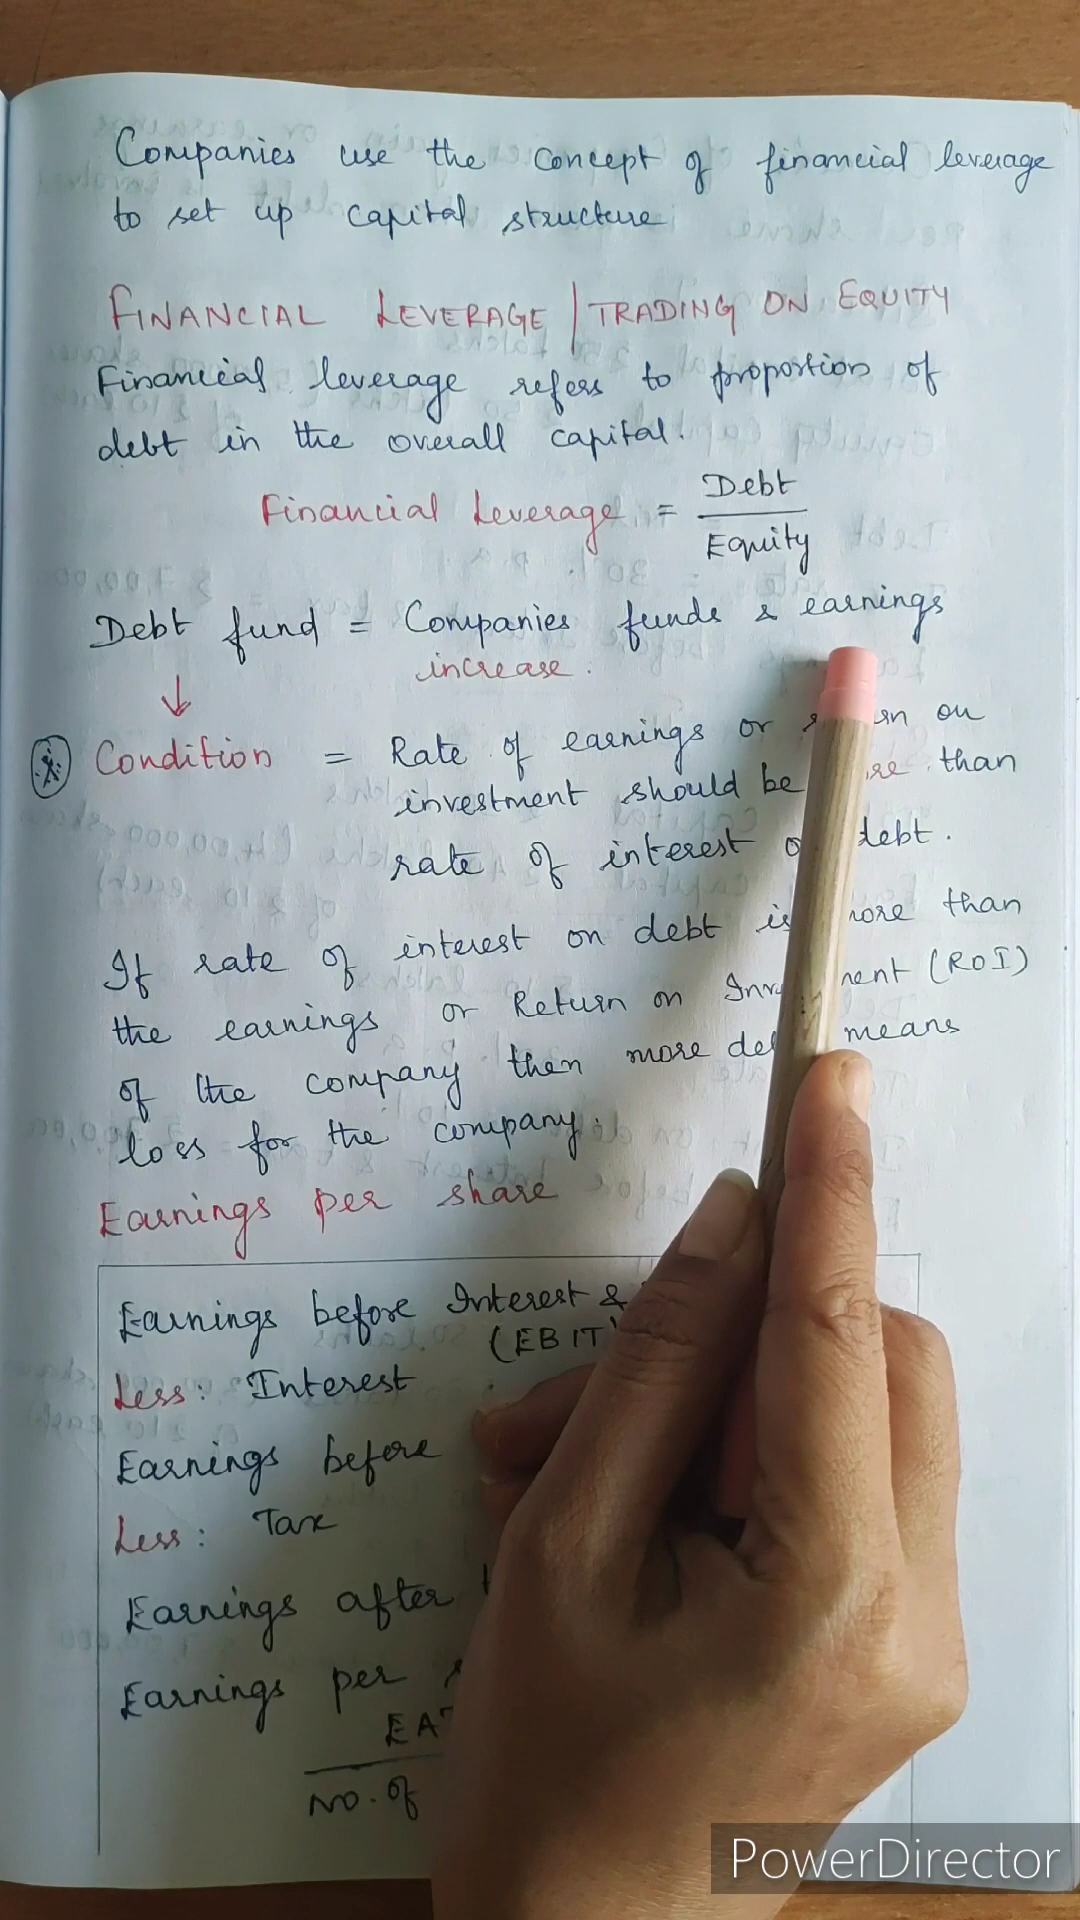 Companies use the concept of financial leverage
to set up capital structure
FINANCIAL LEVERAGE | TRADING ON EQUITY
Financial leverage refers to proportion of
debt in the overall capital.
Financial Leverage = Debt
Equity
Debt fund = Companies funds & earnings
increase.
Condition = Rate of earnings or on
investment should be than
rate of interest debt.
If rate of interest on debt is more than
the earnings or Return on (ROI)
of the company then more means
loss for the company.
Earnings per share
Earnings before Interest &
(EBIT)
Less: Interest
Earnings before
Less: Tax
Earnings after
Earnings per
EAT
No. of
PowerDirector